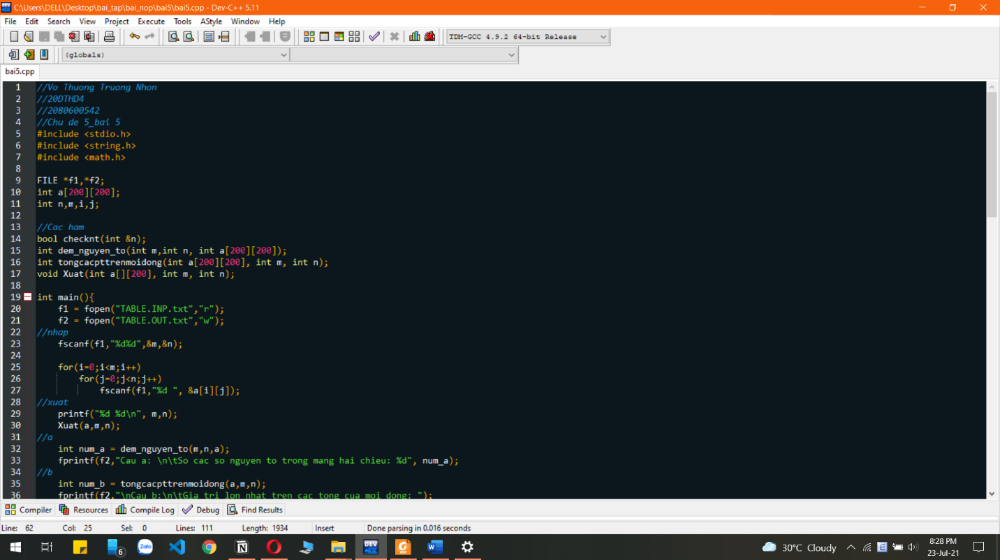 C:\Users\DELL\Desktop\bai_tap\bai_nop\bai5\bai5.cpp - Dev-C++ 5.11
File Edit Search View Project Execute Tools AStyle Window Help
TDM-GCC 4.9.2 64-bit Release
(globals)
bai5.cpp
1 //Vo Thuong Truong Nhon
2 //20DTHD4
3 //2080600542
4 //Chu de 5_bai 5
5 #include <stdio.h>
6 #include <string.h>
7 #include <math.h>
8
9 FILE *f1,*f2;
10 int a[200][200];
11 int n,m,i,j;
12
13 //Cac ham
14 bool checknt(int &n);
15 int dem_nguyen_to(int m,int n, int a[200][200]);
16 int tongcacpttrenmoidong(int a[200][200], int m, int n);
17 void Xuat(int a[][200], int m, int n);
18
19 int main(){
20 f1 = fopen("TABLE.INP.txt","r");
21 f2 = fopen("TABLE.OUT.txt","w");
22 //nhap
23 fscanf(f1,"%d%d",&m,&n);
24
25 for(i=0;i<m;i++)
26 for(j=0;j<n;j++)
27 fscanf(f1,"%d ", &a[i][j]);
28 //xuat
29 printf("%d %d\n", m,n);
30 Xuat(a,m,n);
31 //a
32 int num_a = dem_nguyen_to(m,n,a);
33 fprintf(f2,"Cau a: \n\tSo cac so nguyen to trong mang hai chieu: %d", num_a);
34 //b
35 int num_b = tongcacpttrenmoidong(a,m,n);
36 fprintf(f2,"\nCau b:\n\tGia tri lon nhat tren cac tong cua moi dong: ");
Compiler Resources Compile Log Debug Find Results
Line: 62 Col: 25 Sel: 0 Lines: 111 Length: 1934 Insert Done parsing in 0.016 seconds
6 Zalo N DEV C++ PDF W 30°C Cloudy E 8:28 PM
23-Jul-21